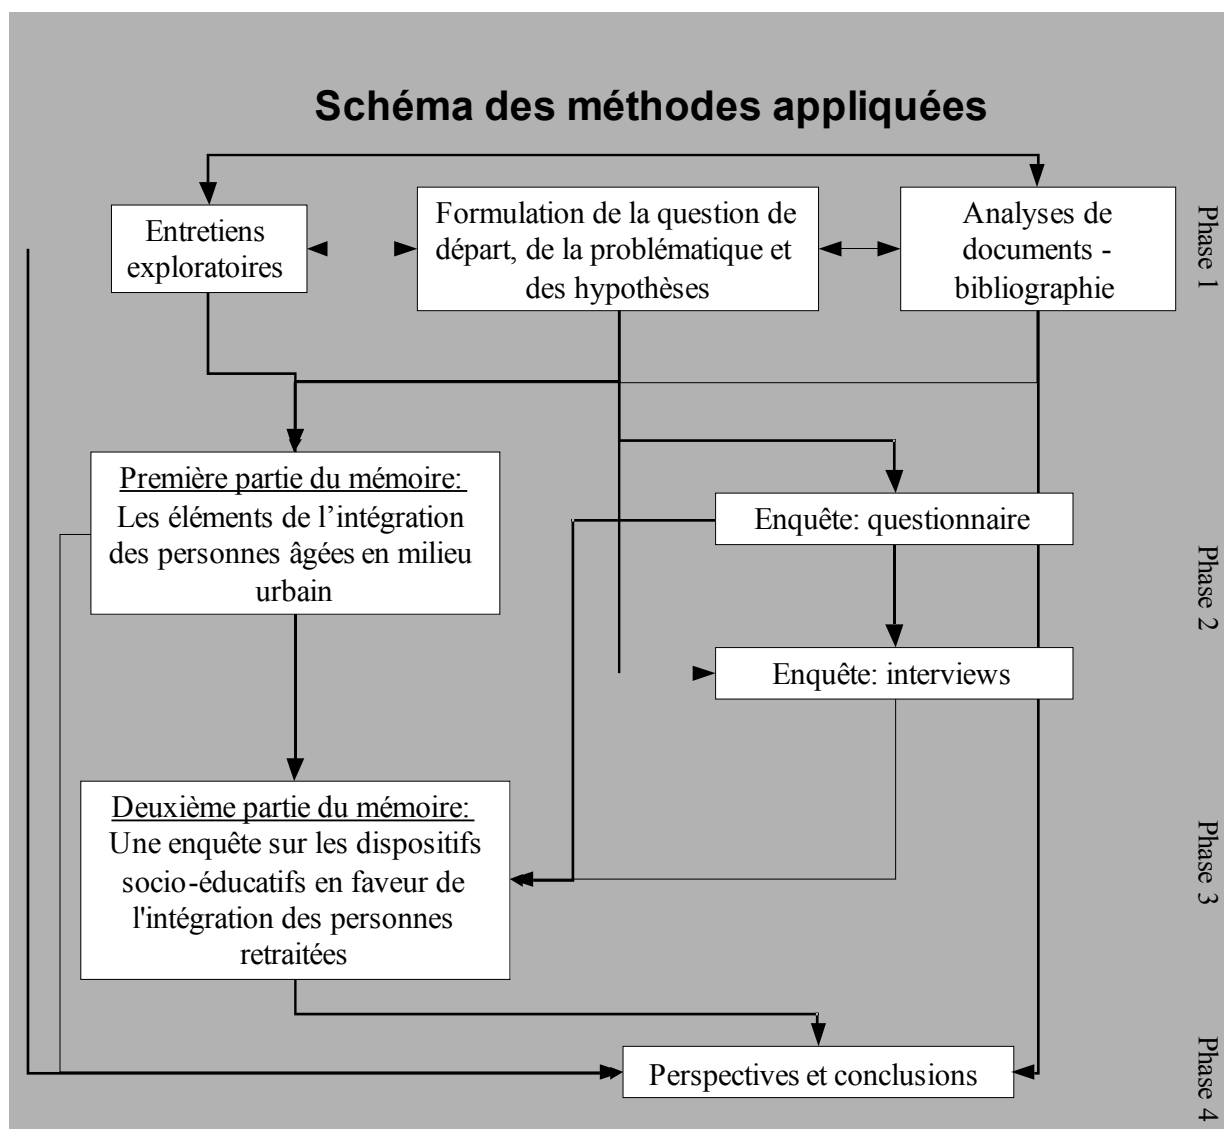 Schéma des méthodes appliquées
Entretiens
exploratoires
Formulation de la question de
départ, de la problématique et
des hypothèses
Analyses de
documents -
bibliographie
Phase 1
Première partie du mémoire:
Les éléments de l’intégration
des personnes âgées en milieu
urbain
Enquête: questionnaire
Enquête: interviews
Phase 2
Deuxième partie du mémoire:
Une enquête sur les dispositifs
socio-éducatifs en faveur de
l'intégration des personnes
retraitées
Phase 3
Perspectives et conclusions
Phase 4